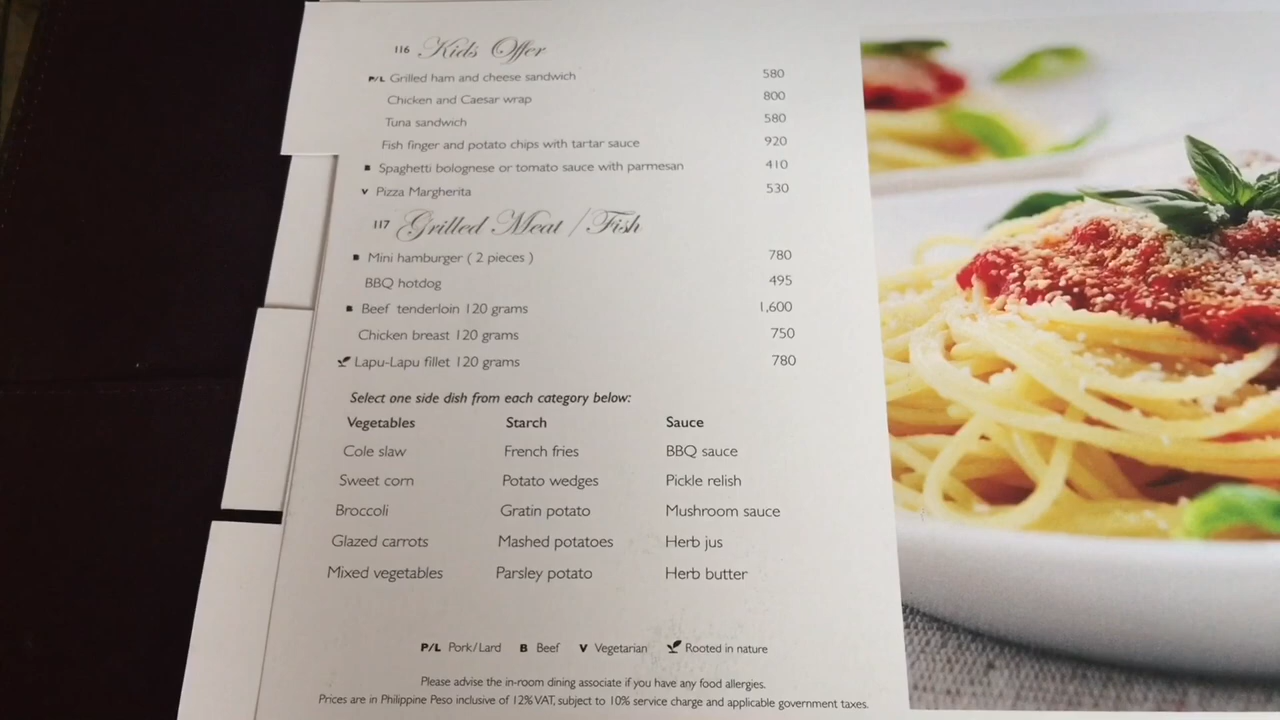 116 Kids Offer
P/L Grilled ham and cheese sandwich 580
Chicken and Caesar wrap 800
Tuna sandwich 580
Fish finger and potato chips with tartar sauce 920
Spaghetti bolognese or tomato sauce with parmesan 410
V Pizza Margherita 530
117 Grilled Meat / Fish
Mini hamburger ( 2 pieces ) 780
BBQ hotdog 495
Beef tenderloin 120 grams 1,600
Chicken breast 120 grams 750
Lapu-Lapu fillet 120 grams 780
Select one side dish from each category below:
Vegetables Starch Sauce
Cole slaw French fries BBQ sauce
Sweet corn Potato wedges Pickle relish
Broccoli Gratin potato Mushroom sauce
Glazed carrots Mashed potatoes Herb jus
Mixed vegetables Parsley potato Herb butter
P/L Pork/Lard B Beef V Vegetarian Rooted in nature
Please advise the in-room dining associate if you have any food allergies.
Prices are in Philippine Peso inclusive of 12% VAT, subject to 10% service charge and applicable government taxes.